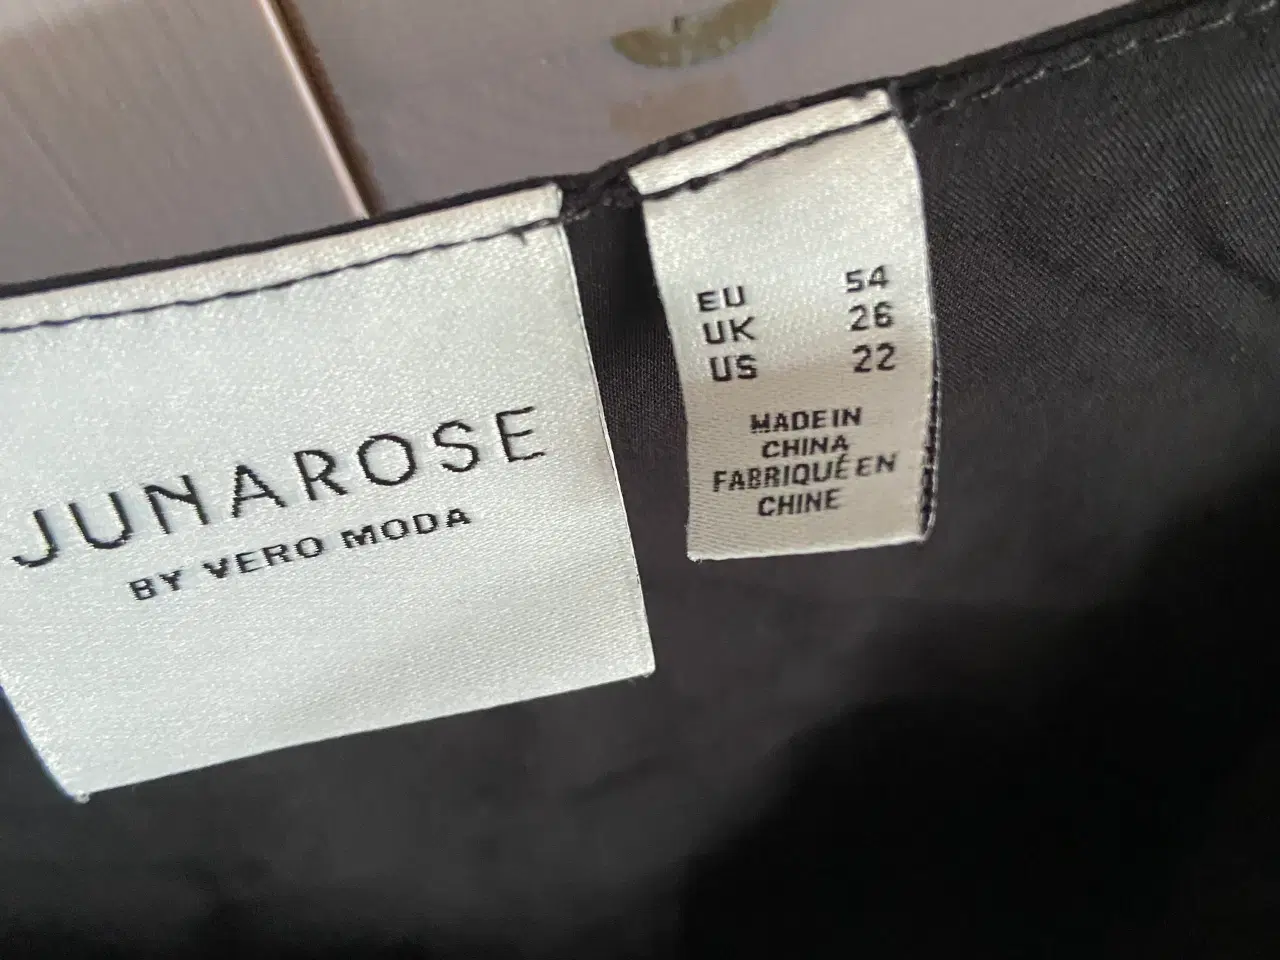 JUNAROSE
BY VERO MODA
EU 54
UK 26
US 22
MADE IN
CHINA
FABRIQUÉ EN
CHINE